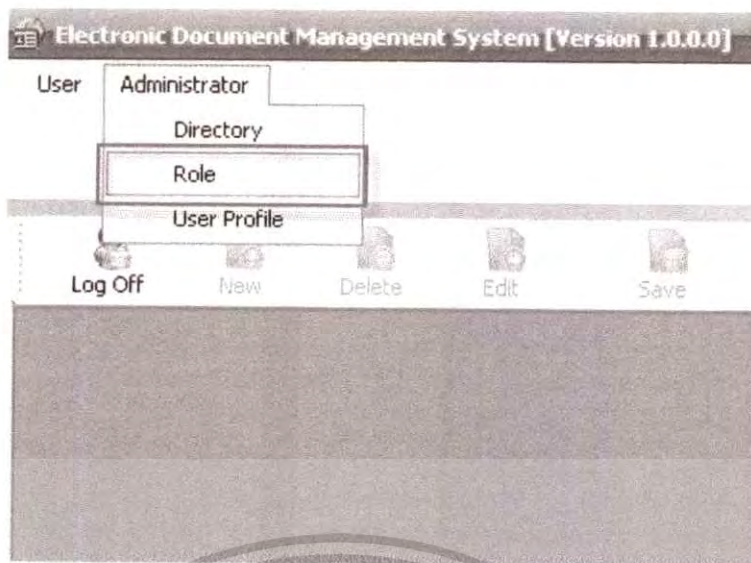 Electronic Document Management System [Version 1.0.0.0]
User Administrator
Directory
Role
User Profile
Log Off New Delete Edit Save